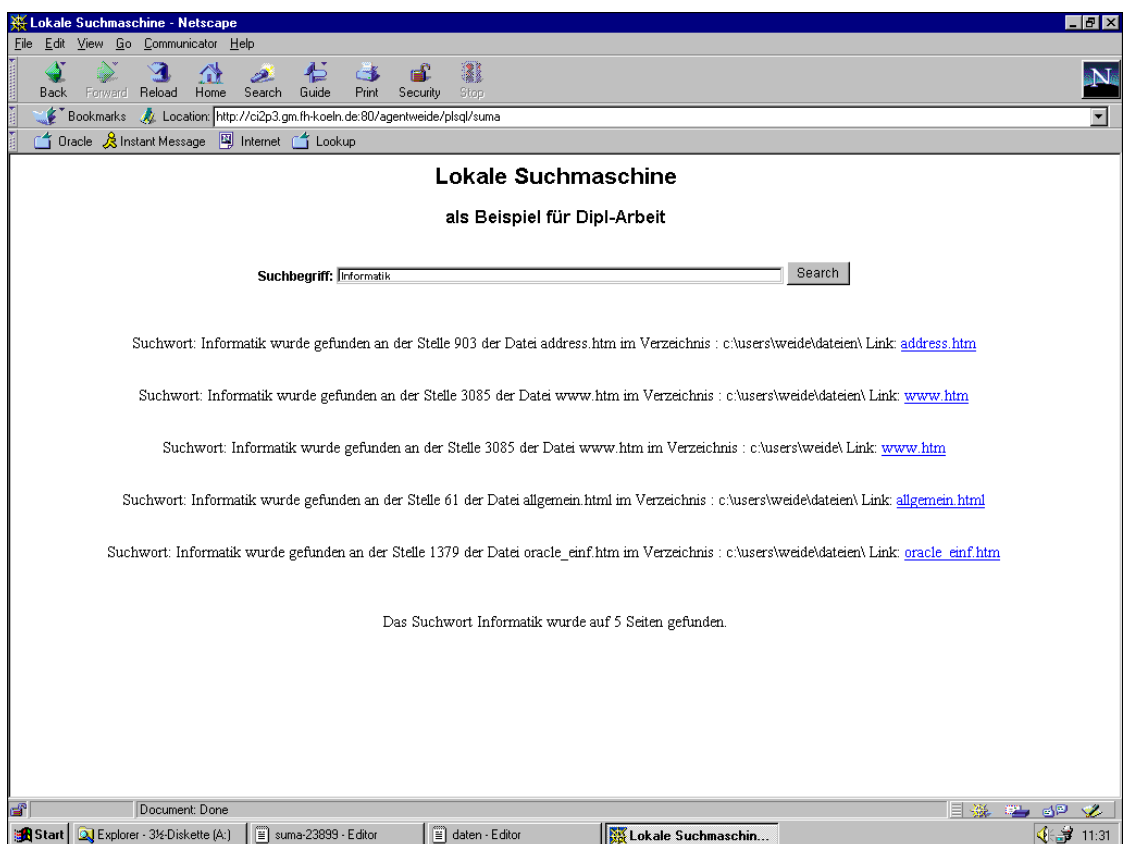 Lokale Suchmaschine - Netscape
File Edit View Go Communicator Help
Back Forward Reload Home Search Guide Print Security Stop
N
Bookmarks Location: http://ci2p3.gm.fh-koeln.de:80/agentweide/plsql/suma
Oracle Instant Message Internet Lookup
Lokale Suchmaschine
als Beispiel für Dipl-Arbeit
Suchbegriff: Informatik Search
Suchwort: Informatik wurde gefunden an der Stelle 903 der Datei address.htm im Verzeichnis : c:\users\weide\dateien\ Link: address.htm
Suchwort: Informatik wurde gefunden an der Stelle 3085 der Datei www.htm im Verzeichnis : c:\users\weide\dateien\ Link: www.htm
Suchwort: Informatik wurde gefunden an der Stelle 3085 der Datei www.htm im Verzeichnis : c:\users\weide\ Link: www.htm
Suchwort: Informatik wurde gefunden an der Stelle 61 der Datei allgemein.html im Verzeichnis : c:\users\weide\dateien\ Link: allgemein.html
Suchwort: Informatik wurde gefunden an der Stelle 1379 der Datei oracle_einf.htm im Verzeichnis : c:\users\weide\dateien\ Link: oracle_einf.htm
Das Suchwort Informatik wurde auf 5 Seiten gefunden.
Document: Done
Start Explorer - 3½-Diskette (A:) suma-23899 - Editor daten - Editor Lokale Suchmaschin... 11:31